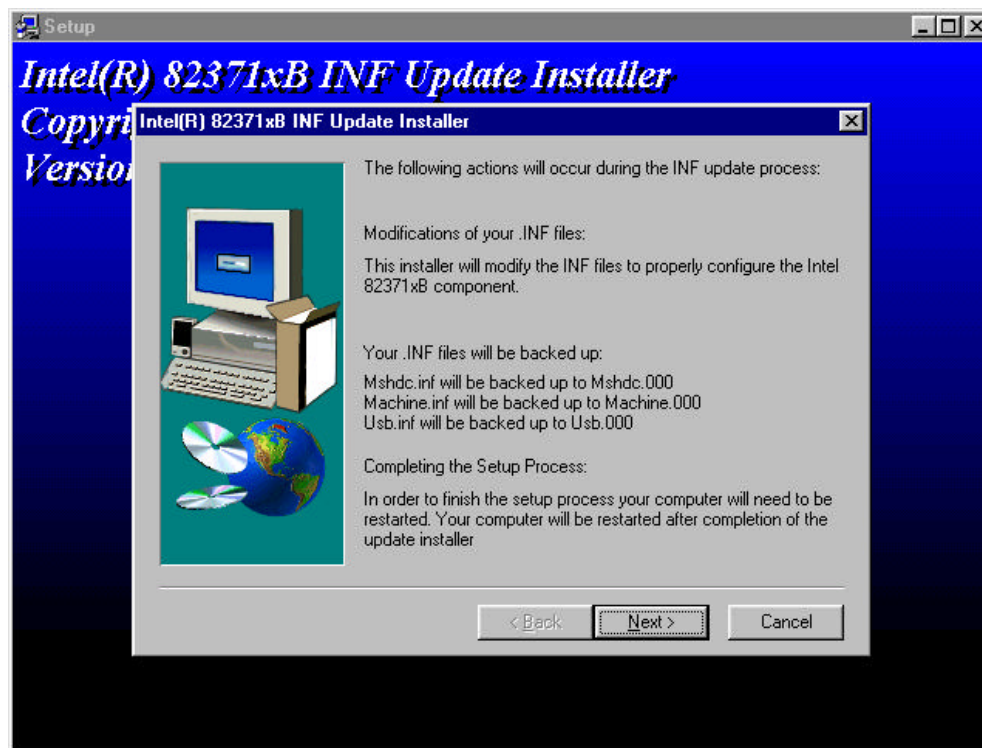 Setup
Intel(R) 82371xB INF Update Installer
Copyri
Version
Intel(R) 82371xB INF Update Installer
The following actions will occur during the INF update process:
Modifications of your .INF files:
This installer will modify the INF files to properly configure the Intel
82371xB component.
Your .INF files will be backed up:
Mshdc.inf will be backed up to Mshdc.000
Machine.inf will be backed up to Machine.000
Usb.inf will be backed up to Usb.000
Completing the Setup Process:
In order to finish the setup process your computer will need to be
restarted. Your computer will be restarted after completion of the
update installer
< Back
Next >
Cancel